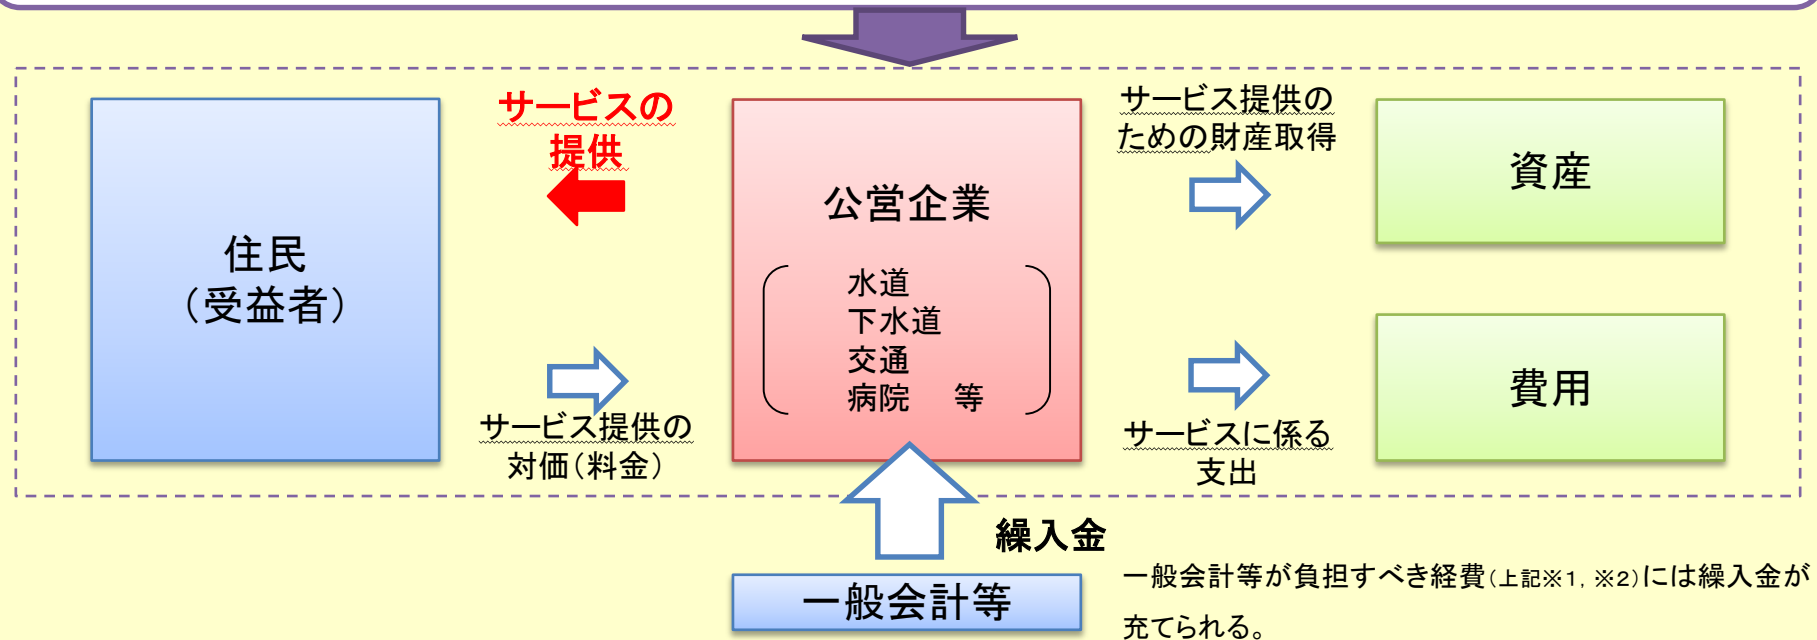 サービスの
提供
サービス提供の
ための財産取得
資産
公営企業
住民
（受益者）
水道
下水道
交通
病院　等
費用
サービス提供の
対価（料金）
サービスに係る
支出
繰入金
一般会計等
一般会計等が負担すべき経費（上記※1，※2）には繰入金が
充てられる。